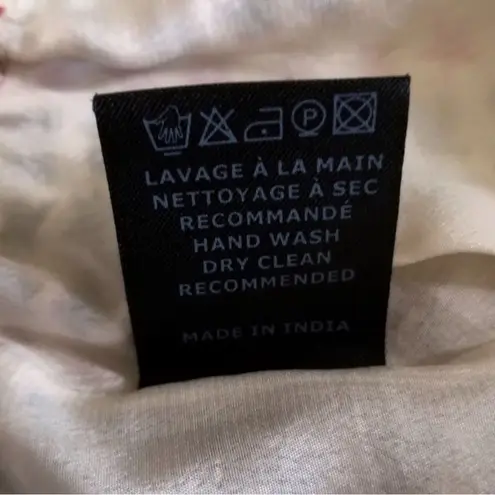 LAVAGE À LA MAIN
NETTOYAGE À SEC
RECOMMANDÉ
HAND WASH
DRY CLEAN
RECOMMENDED
MADE IN INDIA